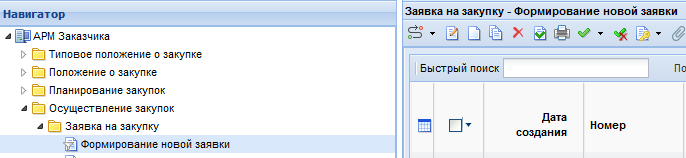 Навигатор
АРМ Заказчика
Типовое положение о закупке
Положение о закупке
Планирование закупок
Осуществление закупок
Заявка на закупку
Формирование новой заявки
Заявка на закупку - Формирование новой заявки
Быстрый поиск
По
Дата
создания
Номер